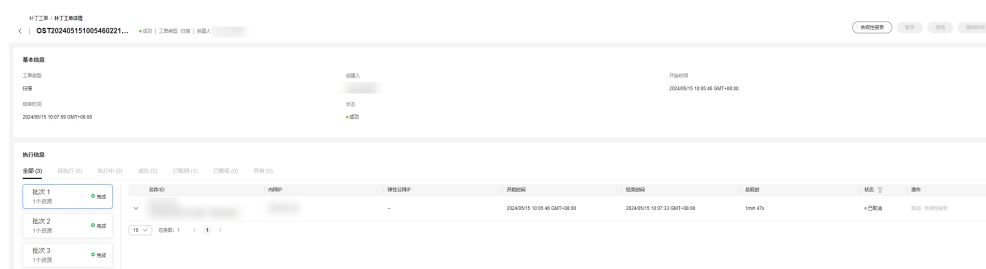 补丁工单 / 补丁工单详情
OST202405151005460221... 成功 | 工单类型 扫描 | 创建人
合规性报告
基本信息
工单类型 创建人 开始时间
扫描 2024/05/15 10:05:46 GMT+08:00
结束时间 状态
2024/05/15 10:07:59 GMT+08:00 成功
执行信息
全部 (3) 待执行 (0) 执行中 (0) 成功 (2) 已取消 (1) 异常 (0)
名称/ID 内网IP 弹性公网IP 开始时间 结束时间 总耗时 状态 操作
批次 1 完成
1个资源
-- 2024/05/15 10:05:46 GMT+08:00 2024/05/15 10:07:33 GMT+08:00 1min 47s 已取消 取消 合规性报告
批次 2 完成
1个资源
10 总条数: 1 < 1 >
批次 3 完成
1个资源